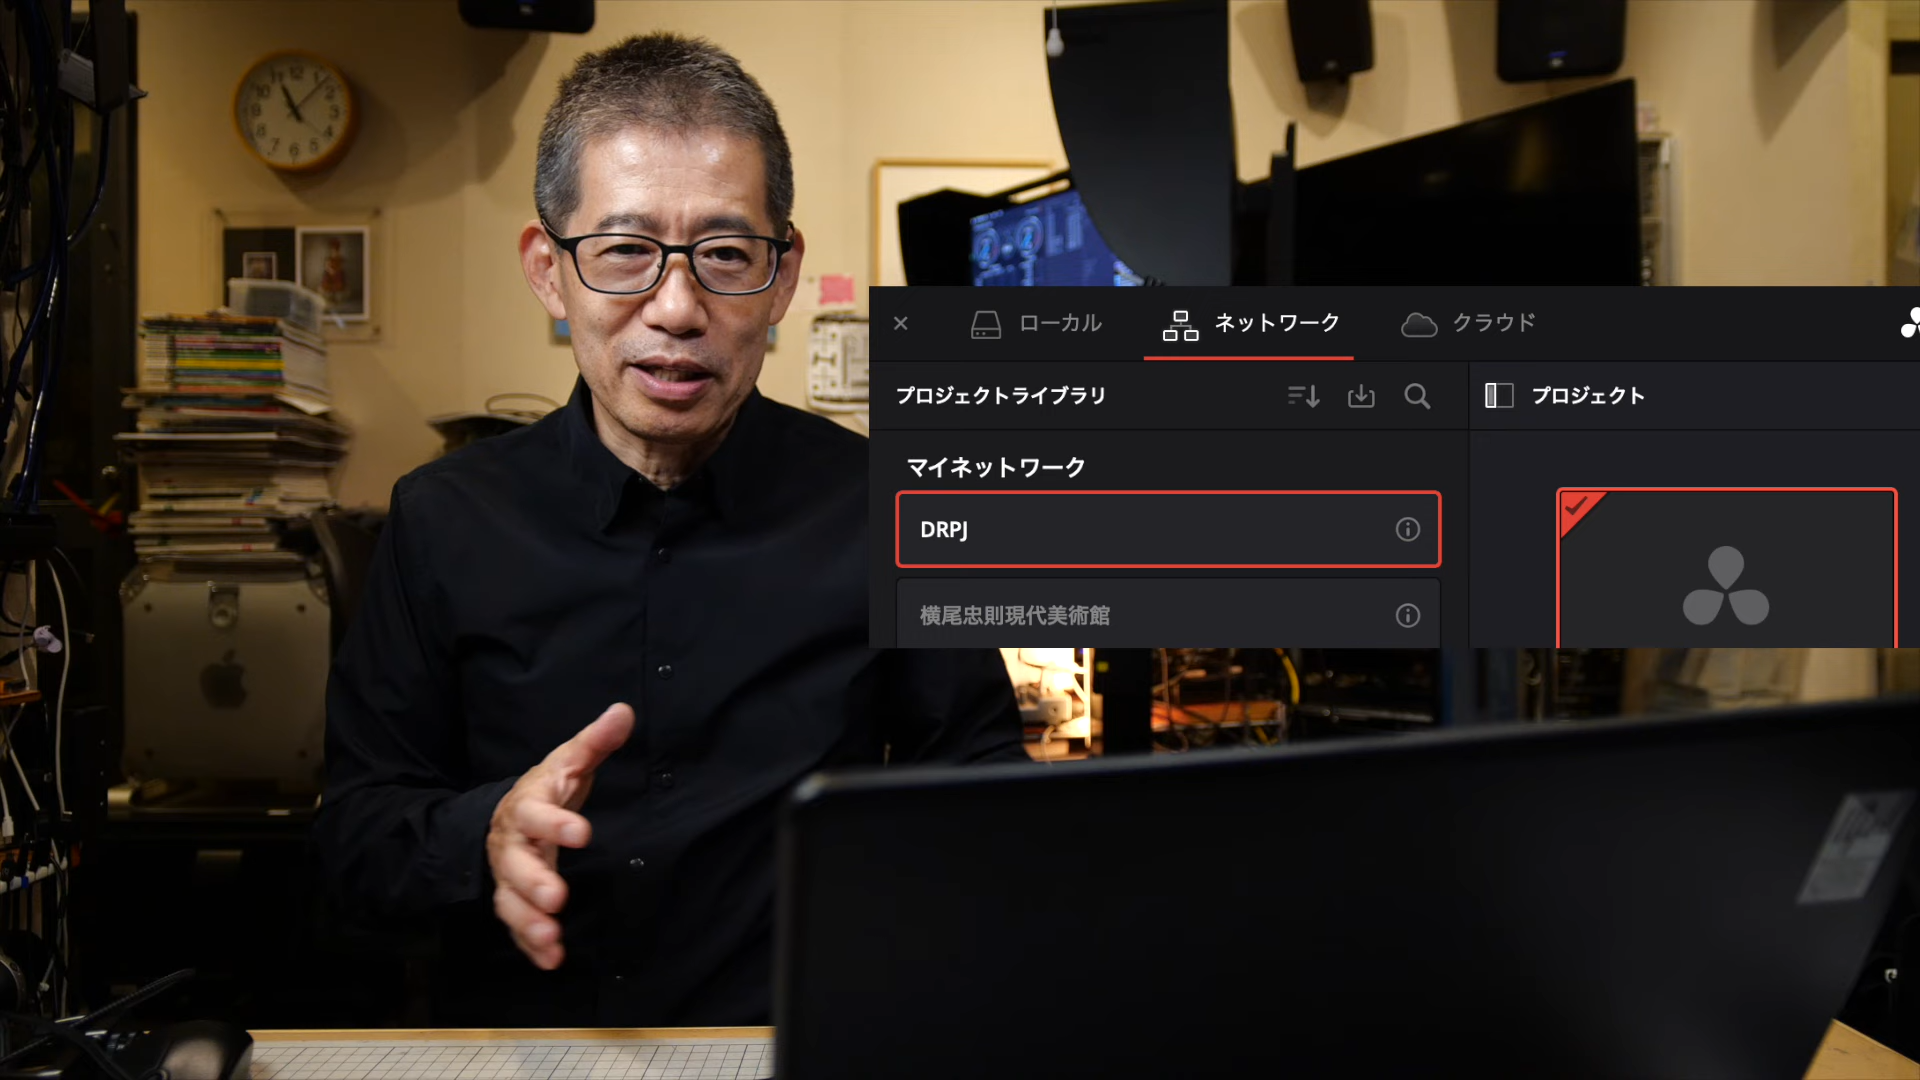 ローカル
ネットワーク
クラウド
プロジェクトライブラリ
プロジェクト
マイネットワーク
DRPJ
横尾忠則現代美術館